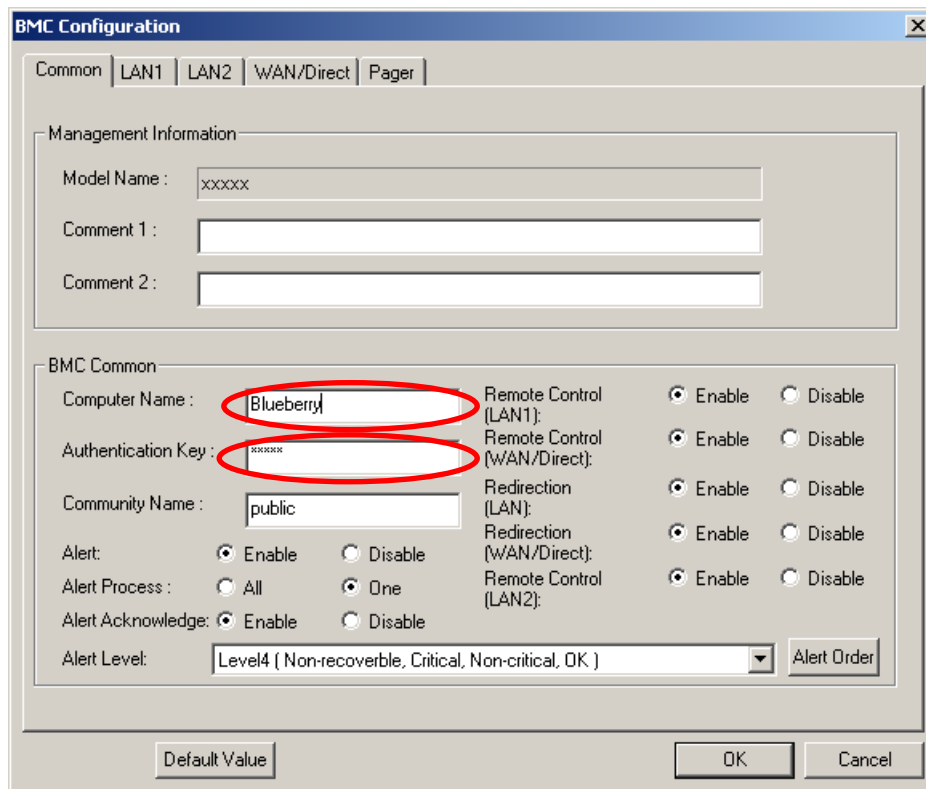 BMC Configuration
Common LAN1 LAN2 WAN/Direct Pager
Management Information
Model Name : xxxxx
Comment 1 :
Comment 2 :
BMC Common
Computer Name : Blueberry
Authentication Key : xxxxx
Community Name : public
Alert: Enable Disable
Alert Process : All One
Alert Acknowledge: Enable Disable
Remote Control (LAN1): Enable Disable
Remote Control (WAN/Direct): Enable Disable
Redirection (LAN): Enable Disable
Redirection (WAN/Direct): Enable Disable
Remote Control (LAN2): Enable Disable
Alert Level: Level4 ( Non-recoverble, Critical, Non-critical, OK ) Alert Order
Default Value OK Cancel